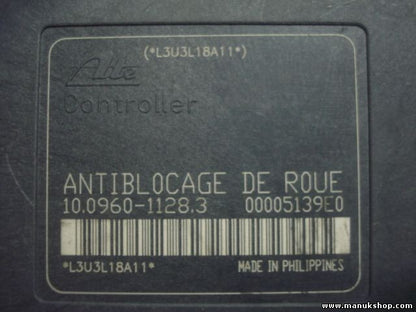 (*L3U3L18A11*)
Ate
Controller
ANTIBLOCAGE DE ROUE
10.0960-1128.3 00005139E0
*L3U3L18A11* MADE IN PHILIPPINES
www.manukshop.com